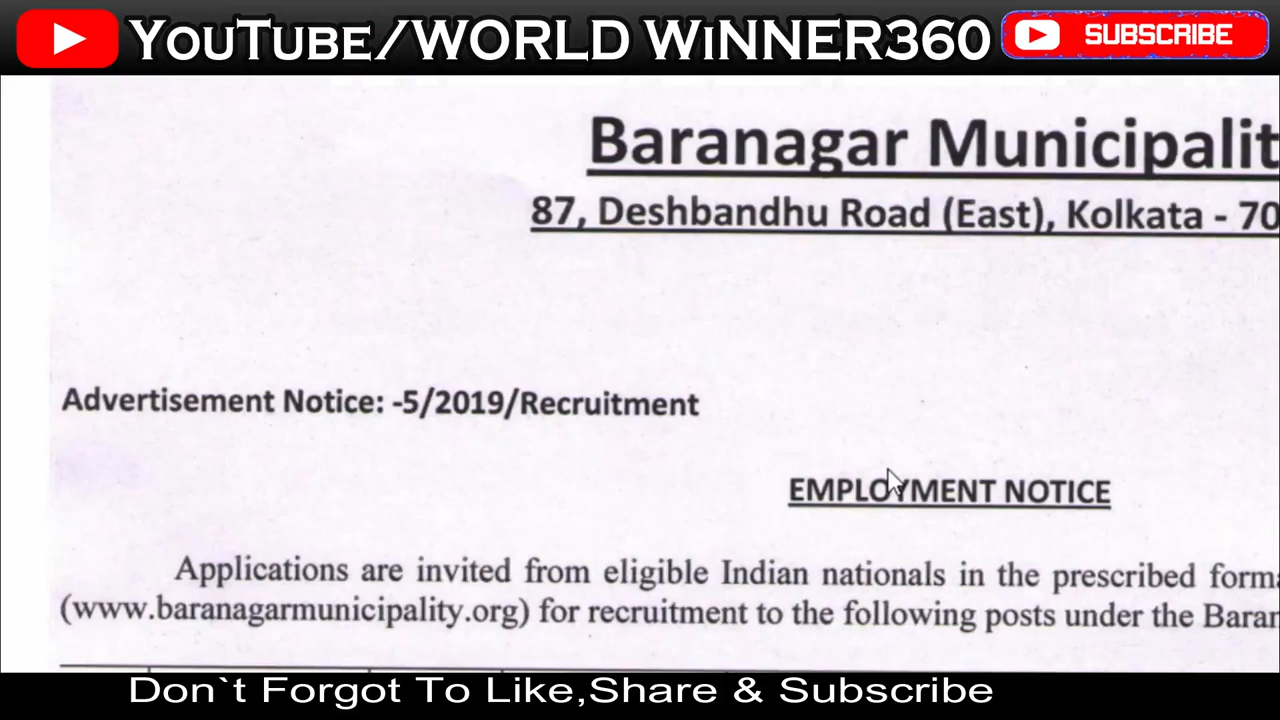 YouTube/WORLD WiNNER360 SUBSCRIBE
Baranagar Municipalit
87, Deshbandhu Road (East), Kolkata - 70
Advertisement Notice: -5/2019/Recruitment
EMPLOYMENT NOTICE
Applications are invited from eligible Indian nationals in the prescribed forma
(www.baranagarmunicipality.org) for recruitment to the following posts under the Baran
Don`t Forgot To Like,Share & Subscribe